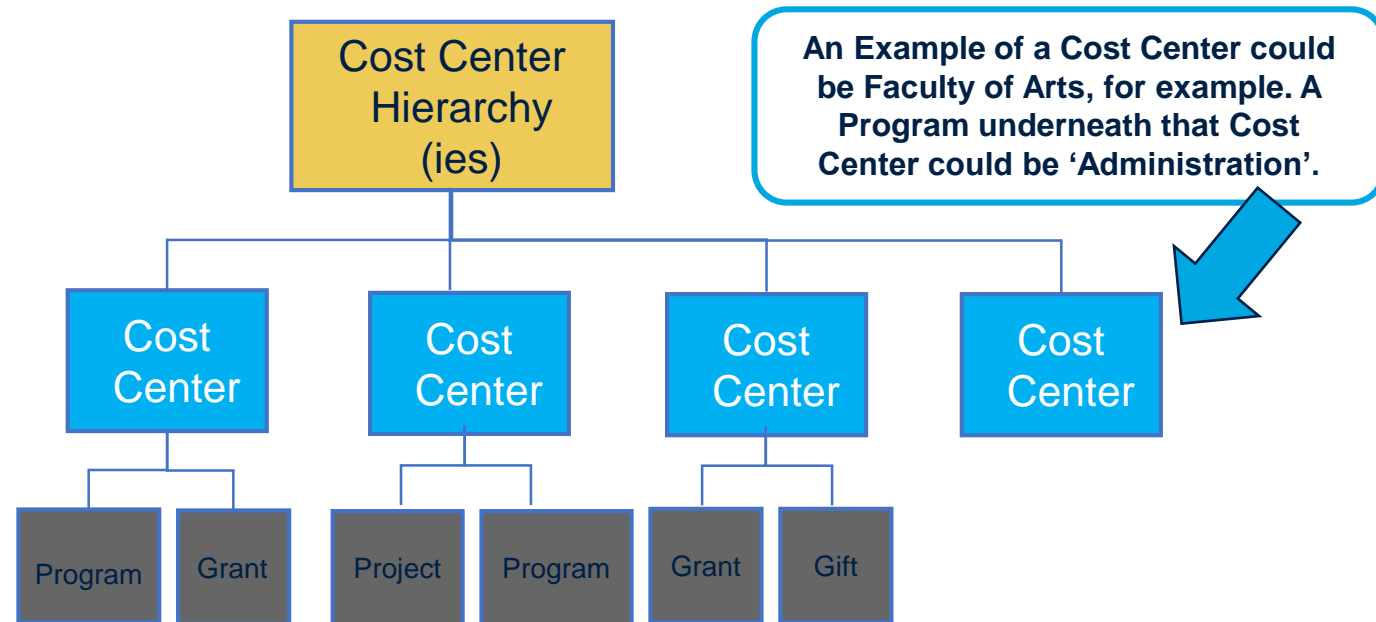 Cost Center
Hierarchy
(ies)
An Example of a Cost Center could
be Faculty of Arts, for example. A
Program underneath that Cost
Center could be ‘Administration’.
Cost
Center
Cost
Center
Cost
Center
Cost
Center
Program
Grant
Project
Program
Grant
Gift